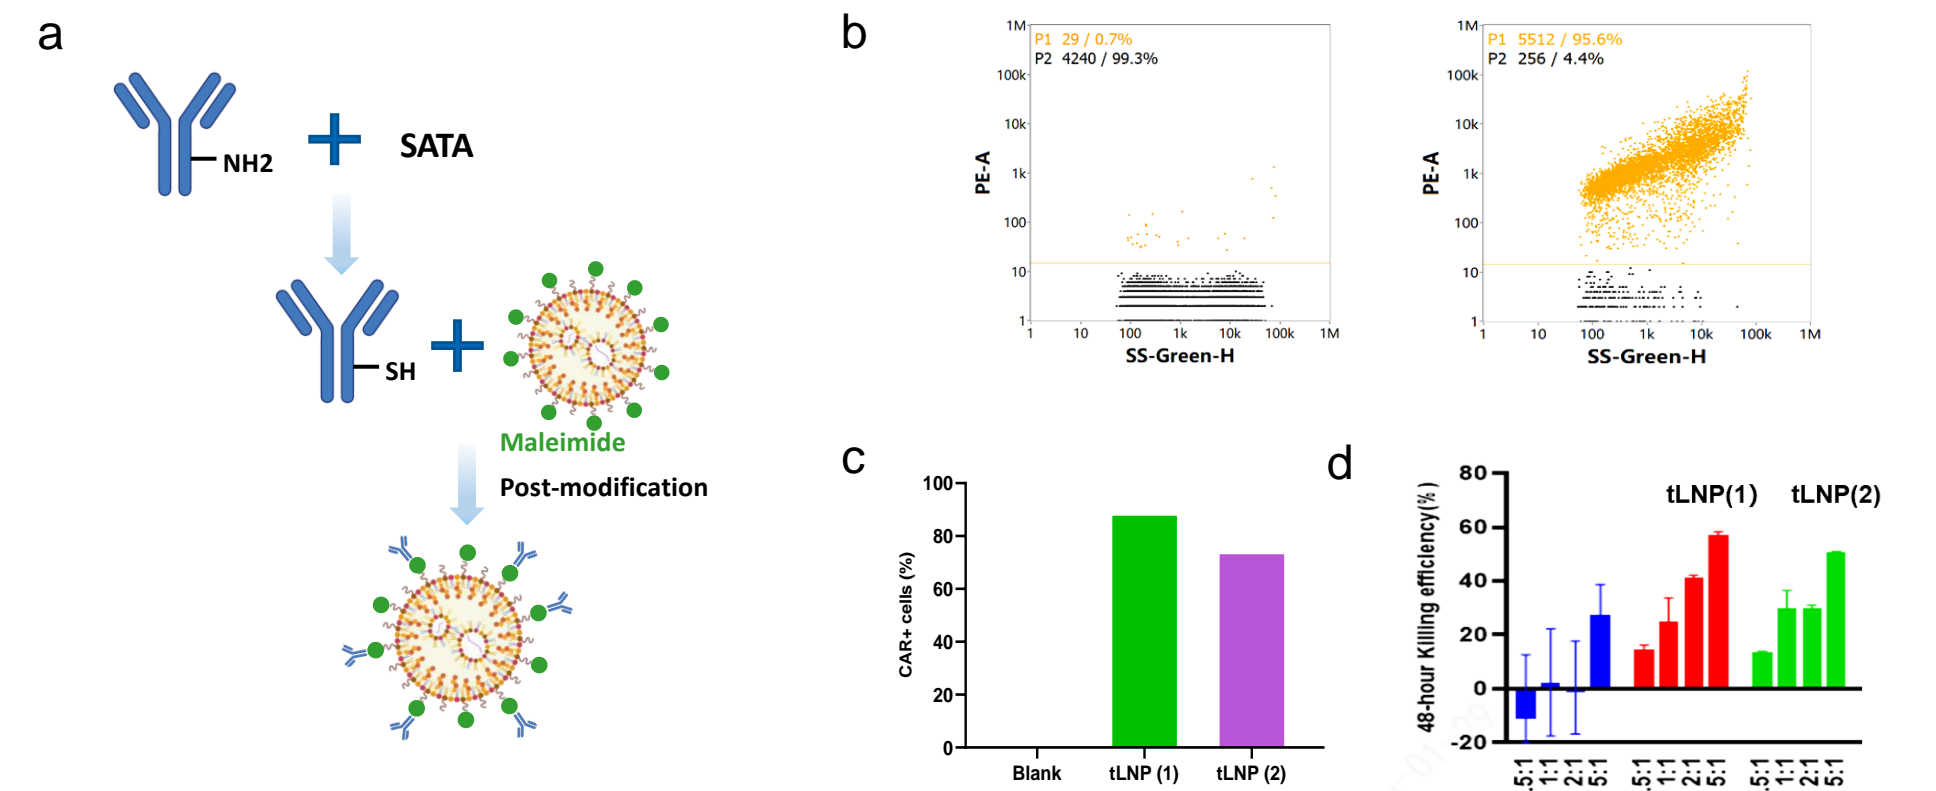 a
NH2
SATA
SH
Maleimide
Post-modification
b
P1 29 / 0.7%
P2 4240 / 99.3%
1M
100k
10k
1k
100
10
1
PE-A
1 10 100 1k 10k 100k 1M
SS-Green-H
P1 5512 / 95.6%
P2 256 / 4.4%
1M
100k
10k
1k
100
10
1
PE-A
1 10 100 1k 10k 100k 1M
SS-Green-H
c
100
80
60
40
20
0
CAR+ cells (%)
Blank tLNP (1) tLNP (2)
d
80
60
40
20
0
-20
48-hour Killing efficiency(%)
tLNP(1) tLNP(2)
.5:1 1:1 2:1 5:1 .5:1 1:1 2:1 5:1 .5:1 1:1 2:1 5:1